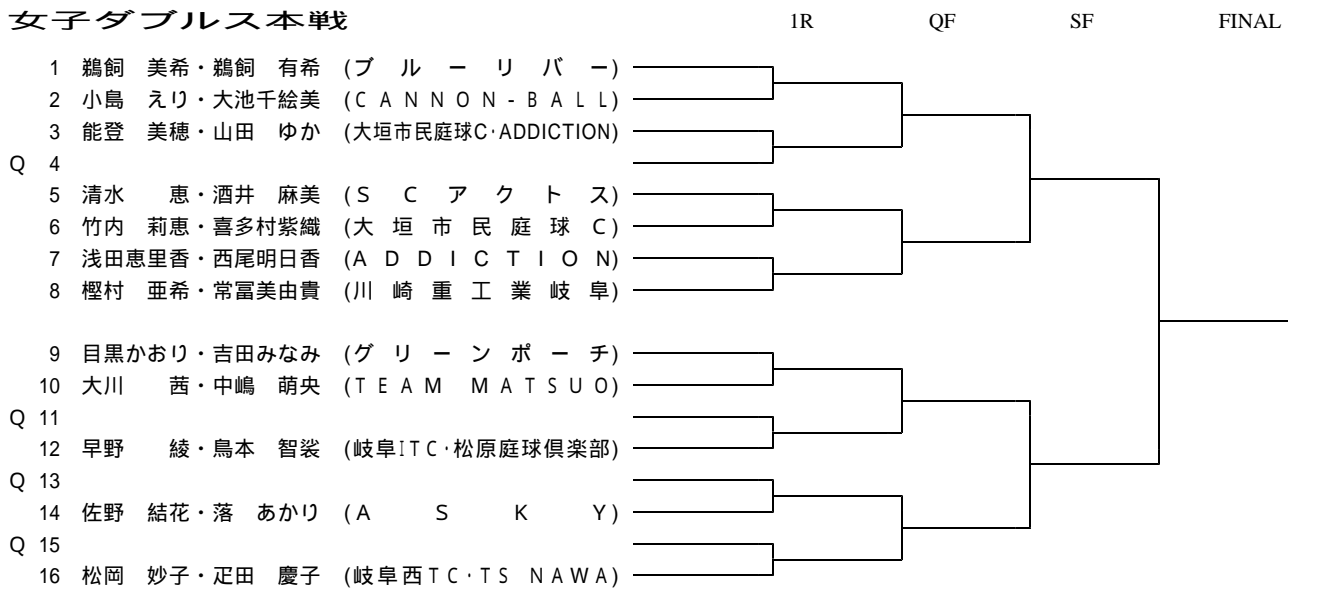 女子ダブルス本戦 1R QF SF FINAL
1 鵜飼 美希・鵜飼 有希 (ブルーリバー)
2 小島 えり・大池千絵美 (CANNON-BALL)
3 能登 美穂・山田 ゆか (大垣市民庭球C・ADDICTION)
Q 4
5 清水 恵・酒井 麻美 (SCアクトス)
6 竹内 莉恵・喜多村紫織 (大垣市民庭球C)
7 浅田恵里香・西尾明日香 (ADDICTION)
8 樫村 亜希・常冨美由貴 (川崎重工業岐阜)
9 目黒かおり・吉田みなみ (グリーンポーチ)
10 大川 茜・中嶋 萌央 (TEAM MATSUO)
Q 11
12 早野 綾・鳥本 智裟 (岐阜ITC・松原庭球倶楽部)
Q 13
14 佐野 結花・落 あかり (ASKY)
Q 15
16 松岡 妙子・疋田 慶子 (岐阜西TC・TS NAWA)